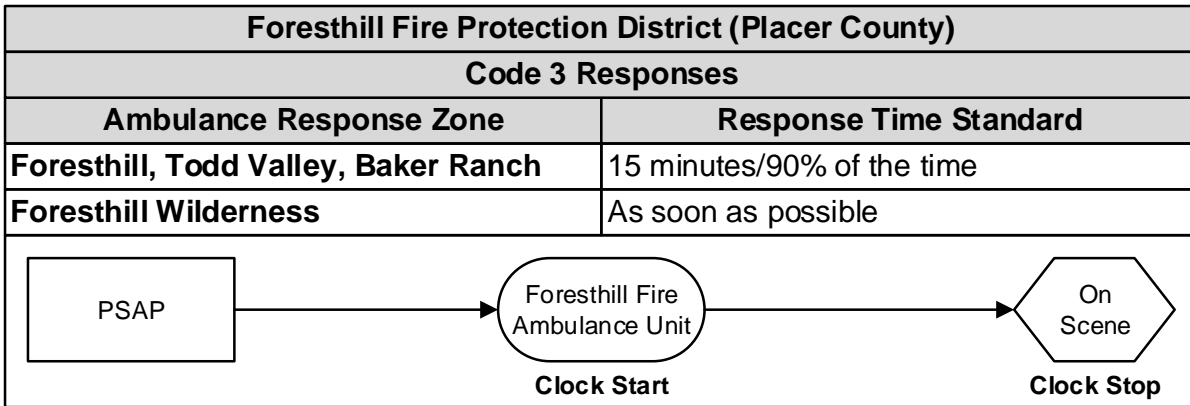 Foresthill Fire Protection District (Placer County)
Code 3 Responses
Ambulance Response Zone Response Time Standard
Foresthill, Todd Valley, Baker Ranch 15 minutes/90% of the time
Foresthill Wilderness As soon as possible
PSAP
Foresthill Fire
Ambulance Unit
On
Scene
Clock Start
Clock Stop